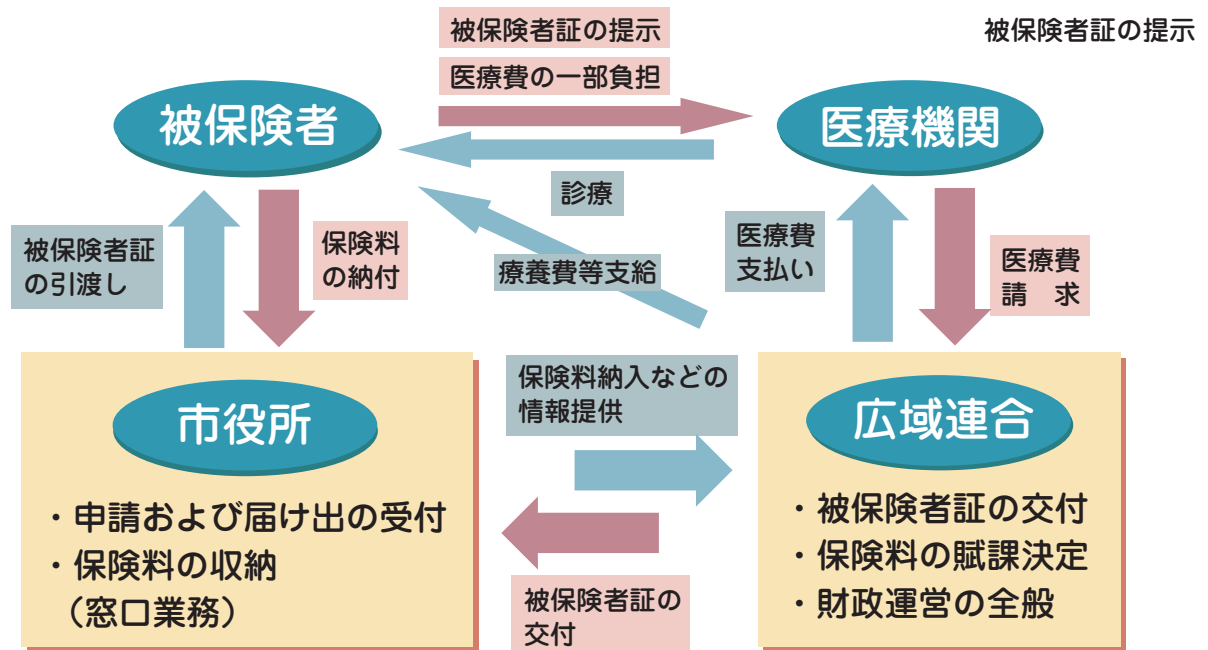 被保険者証の提示
被保険者証の提示
医療費の一部負担
被保険者
医療機関
診療
被保険者証
の引渡し
保険料
の納付
療養費等支給
医療費
支払い
医療費
請　求
市役所
・申請および届け出の受付
・保険料の収納
（窓口業務）
保険料納入などの
情報提供
被保険者証の
交付
広域連合
・被保険者証の交付
・保険料の賦課決定
・財政運営の全般